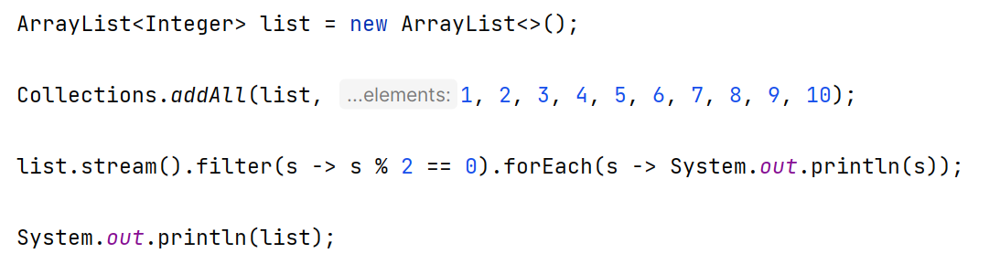 ArrayList<Integer> list = new ArrayList<>();
Collections.addAll(list, ...elements: 1, 2, 3, 4, 5, 6, 7, 8, 9, 10);
list.stream().filter(s -> s % 2 == 0).forEach(s -> System.out.println(s));
System.out.println(list);